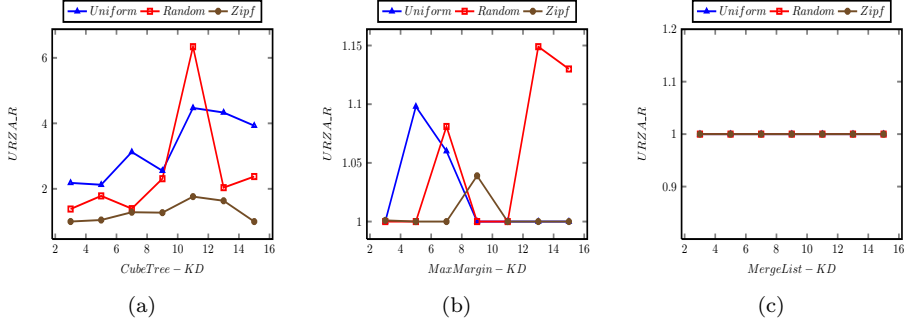 Uniform Random Zipf
6
4
2
URZA_R
2 4 6 8 10 12 14 16
CubeTree − KD
(a)
Uniform Random Zipf
1.15
1.1
1.05
1
URZA_R
2 4 6 8 10 12 14 16
MaxMargin − KD
(b)
Uniform Random Zipf
1.2
1.1
1
0.9
URZA_R
2 4 6 8 10 12 14 16
MergeList − KD
(c)